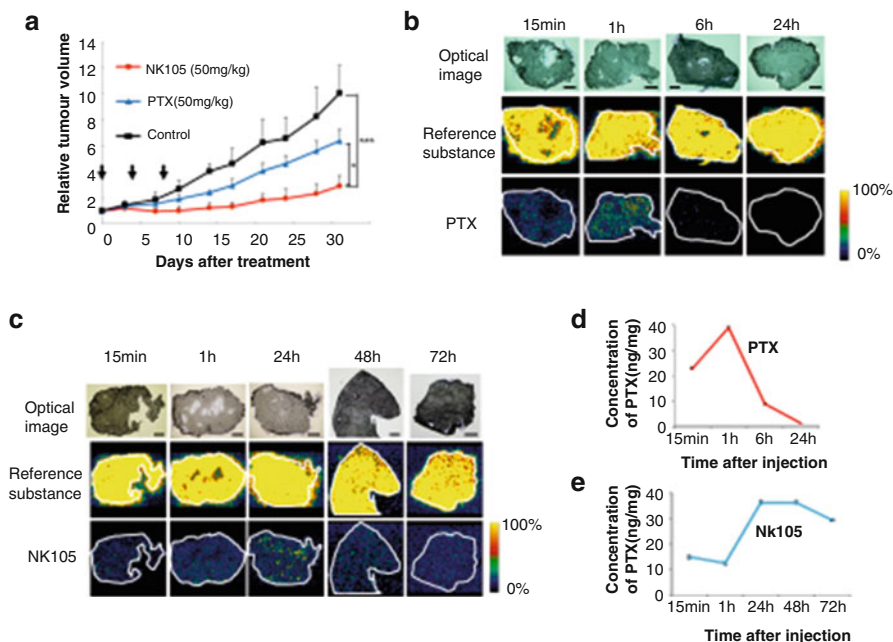 a
14
12
10
8
6
4
2
0
Relative tumour volume
NK105 (50mg/kg)
PTX(50mg/kg)
Control
0 5 10 15 20 25 30
Days after treatment
b
15min 1h 6h 24h
Optical
image
Reference
substance
PTX
100%
0%
c
15min 1h 24h 48h 72h
Optical
image
Reference
substance
NK105
100%
0%
d
Concentration
of PTX(ng/mg)
40
30
20
10
0
PTX
15min 1h 6h 24h
Time after injection
e
Concentration
of PTX(ng/mg)
40
30
20
10
0
Nk105
15min 1h 24h 48h 72h
Time after injection